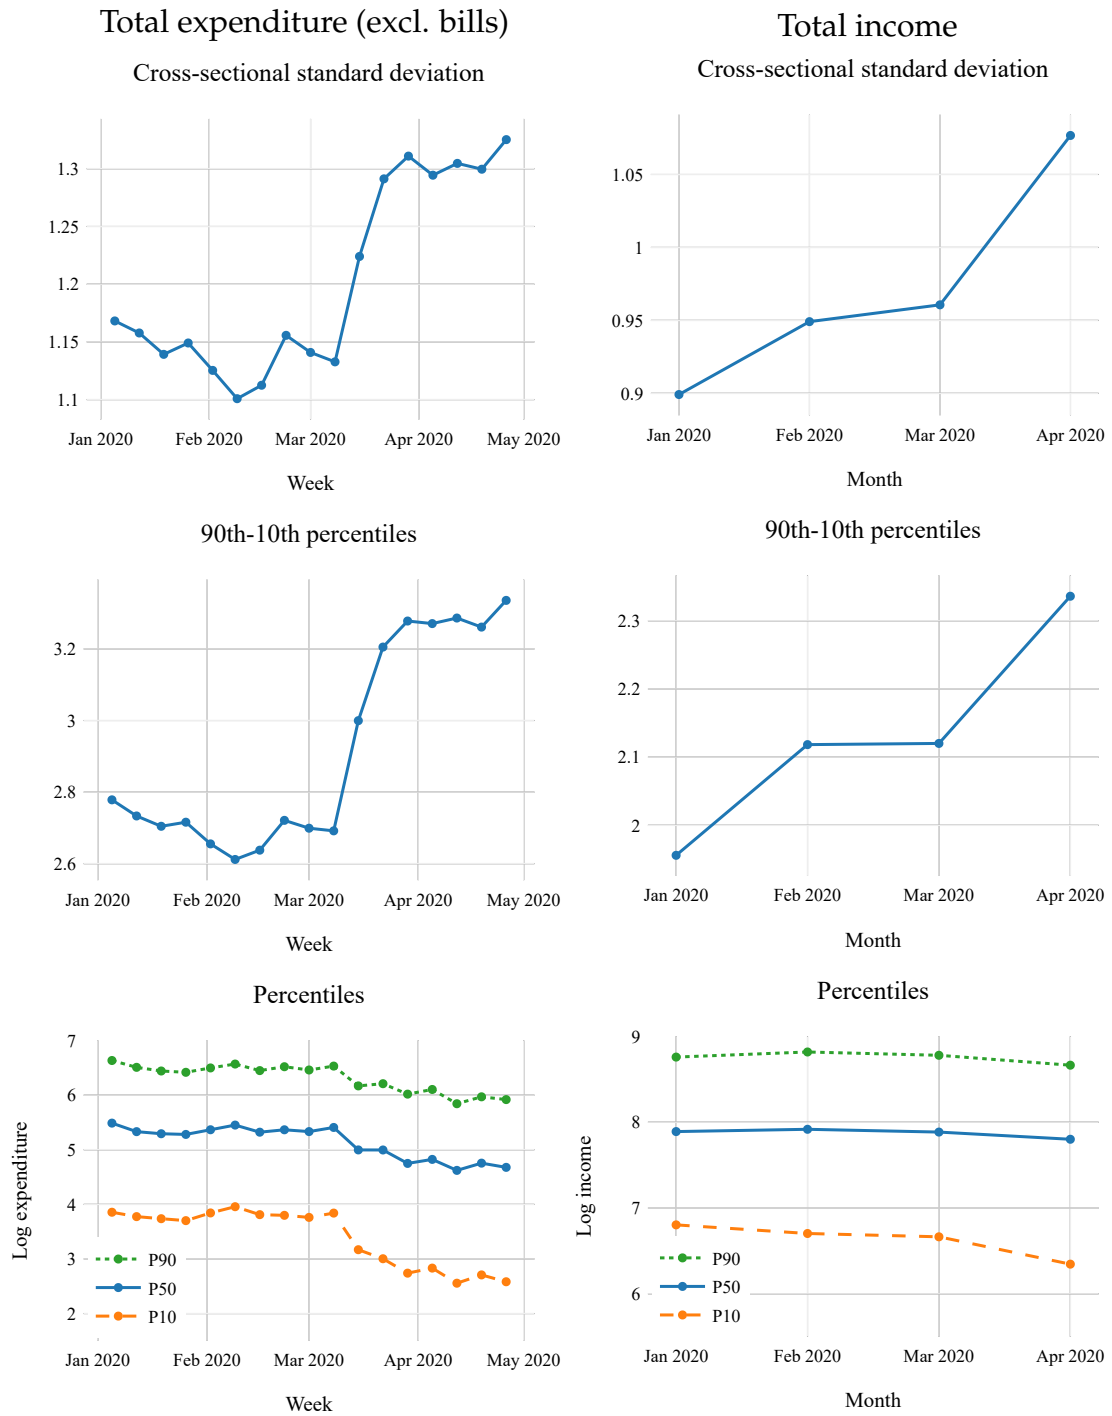 Total expenditure (excl. bills)
Cross-sectional standard deviation
1.3
1.25
1.2
1.15
1.1
Jan 2020 Feb 2020 Mar 2020 Apr 2020 May 2020
Week
Total income
Cross-sectional standard deviation
1.05
1
0.95
0.9
Jan 2020 Feb 2020 Mar 2020 Apr 2020
Month
90th-10th percentiles
3.2
3
2.8
2.6
Jan 2020 Feb 2020 Mar 2020 Apr 2020 May 2020
Week
90th-10th percentiles
2.3
2.2
2.1
2
Jan 2020 Feb 2020 Mar 2020 Apr 2020
Month
Percentiles
Log expenditure
7
6
5
4
3
2
P90
P50
P10
Jan 2020 Feb 2020 Mar 2020 Apr 2020 May 2020
Week
Percentiles
Log income
9
8
7
6
P90
P50
P10
Jan 2020 Feb 2020 Mar 2020 Apr 2020
Month